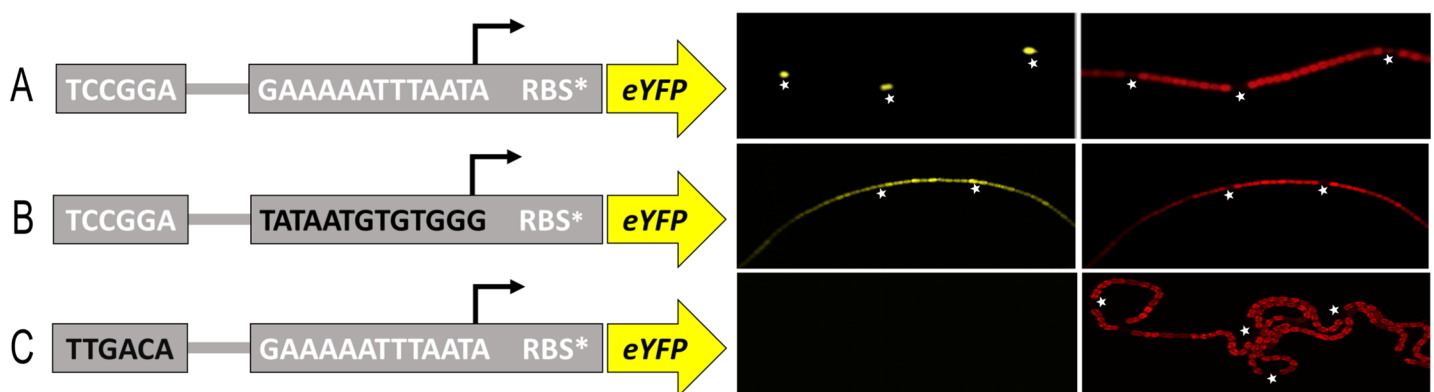 A TCCGGA GAAAAATTTAATA RBS* eYFP
B TCCGGA TATAATGTGTGGG RBS* eYFP
C TTGACA GAAAAATTTAATA RBS* eYFP